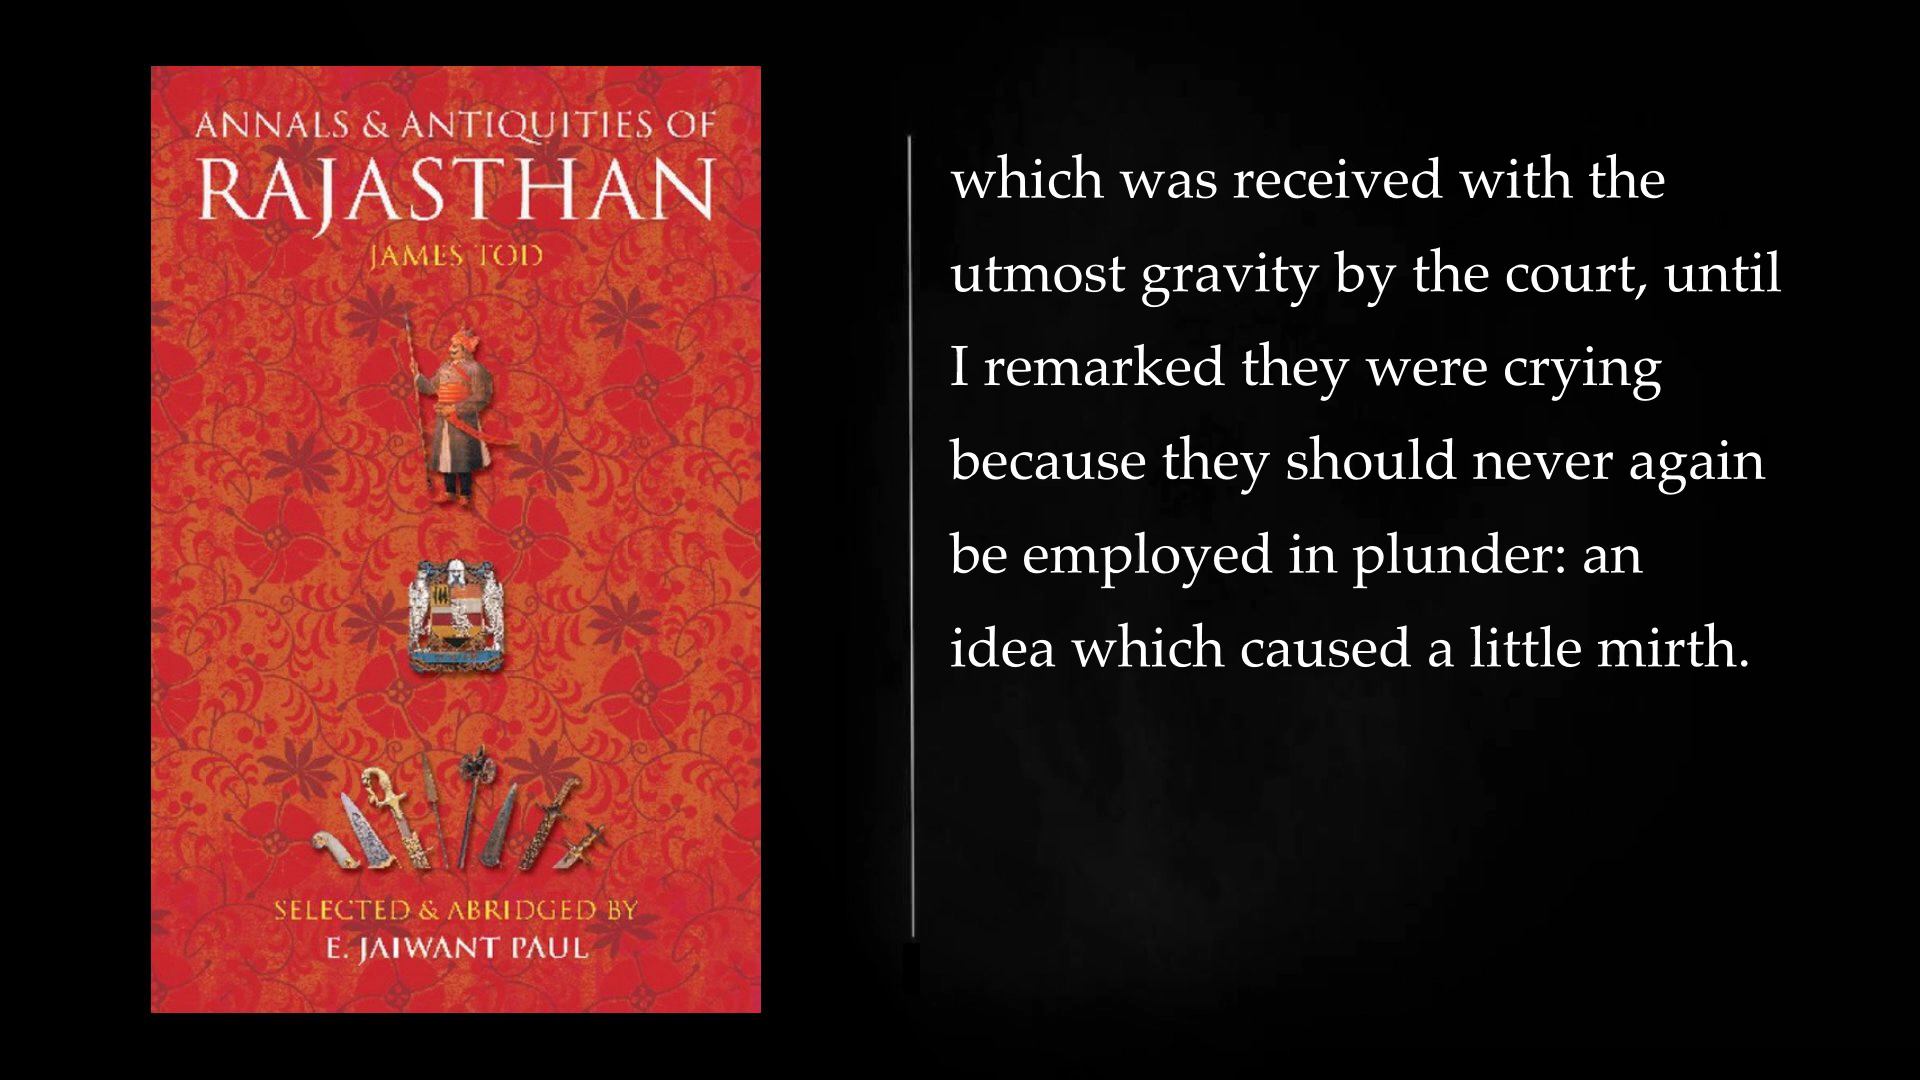 ANNALS & ANTIQUITIES OF
RAJASTHAN
JAMES TOD
SELECTED & ABRIDGED BY
E. JAIWANT PAUL
which was received with the
utmost gravity by the court, until
I remarked they were crying
because they should never again
be employed in plunder: an
idea which caused a little mirth.